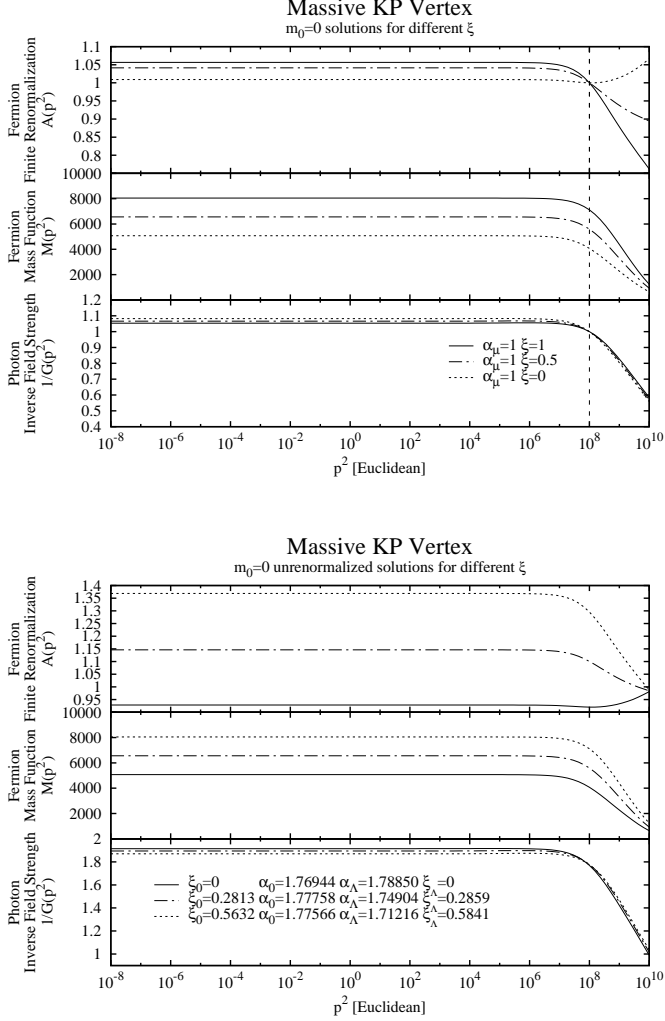 Massive KP Vertex
m₀=0 solutions for different ξ
Fermion
Finite Renormalization
A(p²)
1.1
1.05
1
0.95
0.9
0.85
0.8
Fermion
Mass Function
M(p²)
10000
8000
6000
4000
2000
Photon
Inverse Field Strength
1/G(p²)
1.2
1.1
1
0.9
0.8
0.7
0.6
0.5
0.4
α_μ=1 ξ=1
α_μ=1 ξ=0.5
α_μ=1 ξ=0
10⁻⁸ 10⁻⁶ 10⁻⁴ 10⁻² 10⁰ 10² 10⁴ 10⁶ 10⁸ 10¹⁰
p² [Euclidean]
Massive KP Vertex
m₀=0 unrenormalized solutions for different ξ
Fermion
Finite Renormalization
A(p²)
1.4
1.35
1.3
1.25
1.2
1.15
1.1
1.05
1
0.95
Fermion
Mass Function
M(p²)
10000
8000
6000
4000
2000
Photon
Inverse Field Strength
1/G(p²)
2
1.8
1.6
1.4
1.2
1
ξ₀=0 α₀=1.76944 α_Λ=1.78850 ξ_Λ=0
ξ₀=0.2813 α₀=1.77758 α_Λ=1.74904 ξ_Λ=0.2859
ξ₀=0.5632 α₀=1.77566 α_Λ=1.71216 ξ_Λ=0.5841
10⁻⁸ 10⁻⁶ 10⁻⁴ 10⁻² 10⁰ 10² 10⁴ 10⁶ 10⁸ 10¹⁰
p² [Euclidean]